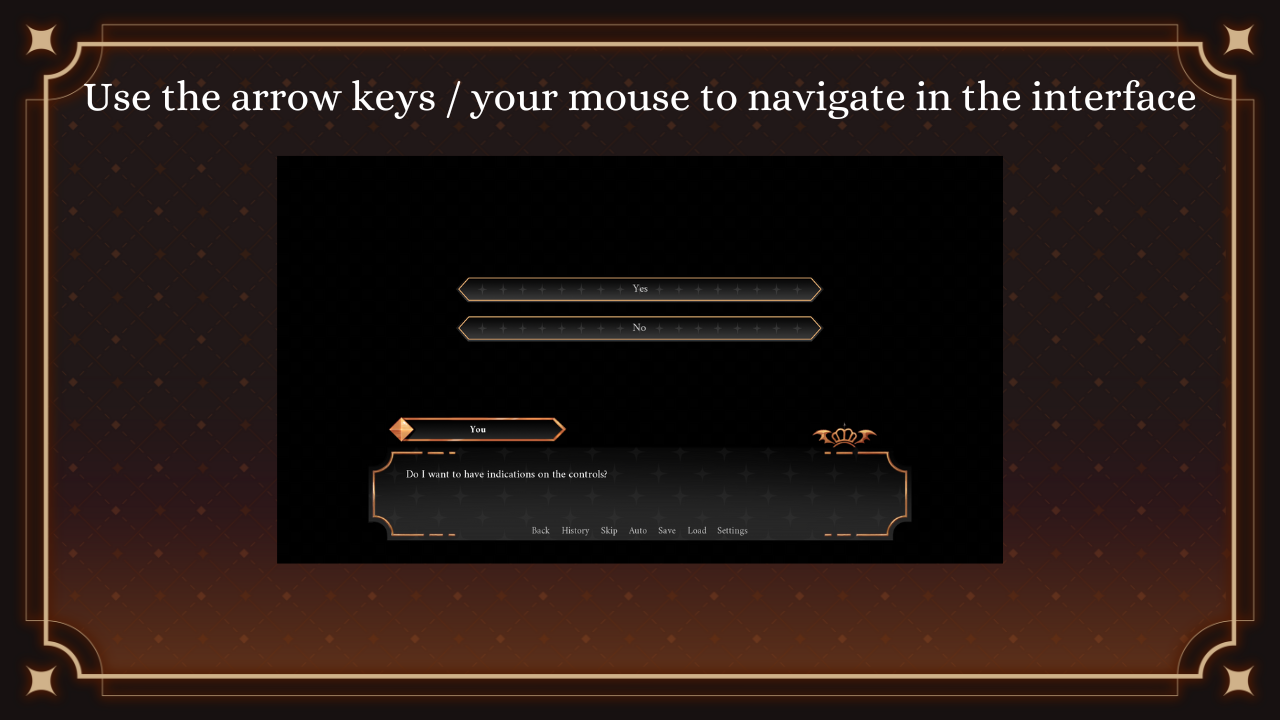 Use the arrow keys / your mouse to navigate in the interface
Yes
No
You
Do I want to have indications on the controls?
Back History Skip Auto Save Load Settings